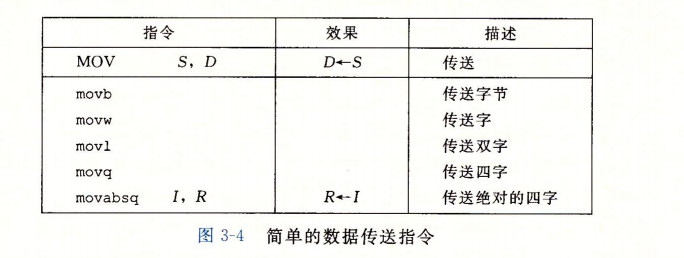 指令 效果 描述
MOV S, D D←S 传送
movb 传送字节
movw 传送字
movl 传送双字
movq 传送四字
movabsq I, R R←I 传送绝对的四字
图 3-4 简单的数据传送指令